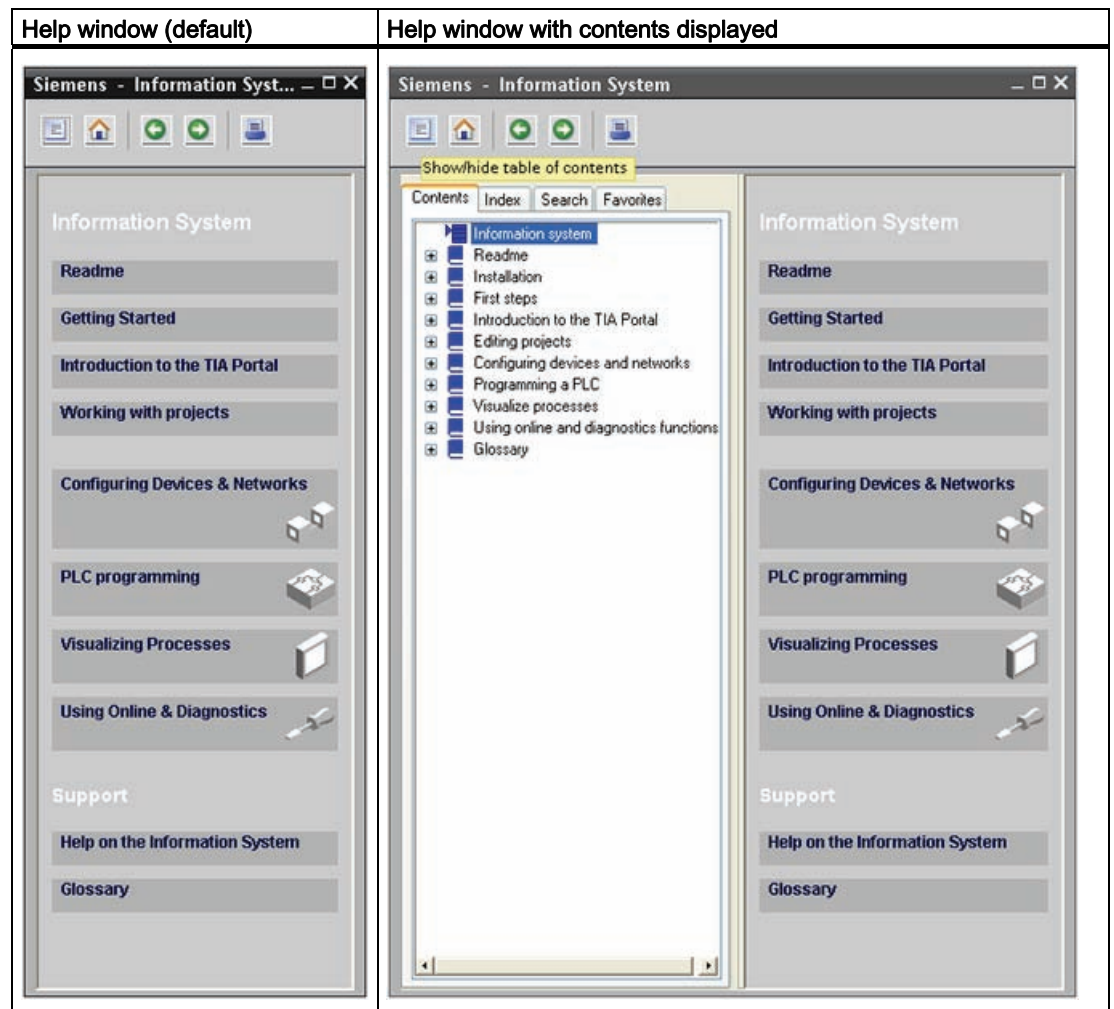 Help window (default)
Help window with contents displayed
Siemens - Information Syst...
Information System
Readme
Getting Started
Introduction to the TIA Portal
Working with projects
Configuring Devices & Networks
PLC programming
Visualizing Processes
Using Online & Diagnostics
Support
Help on the Information System
Glossary
Siemens - Information System
Show/hide table of contents
Contents Index Search Favorites
Information system
Readme
Installation
First steps
Introduction to the TIA Portal
Editing projects
Configuring devices and networks
Programming a PLC
Visualize processes
Using online and diagnostics functions
Glossary
Information System
Readme
Getting Started
Introduction to the TIA Portal
Working with projects
Configuring Devices & Networks
PLC programming
Visualizing Processes
Using Online & Diagnostics
Support
Help on the Information System
Glossary